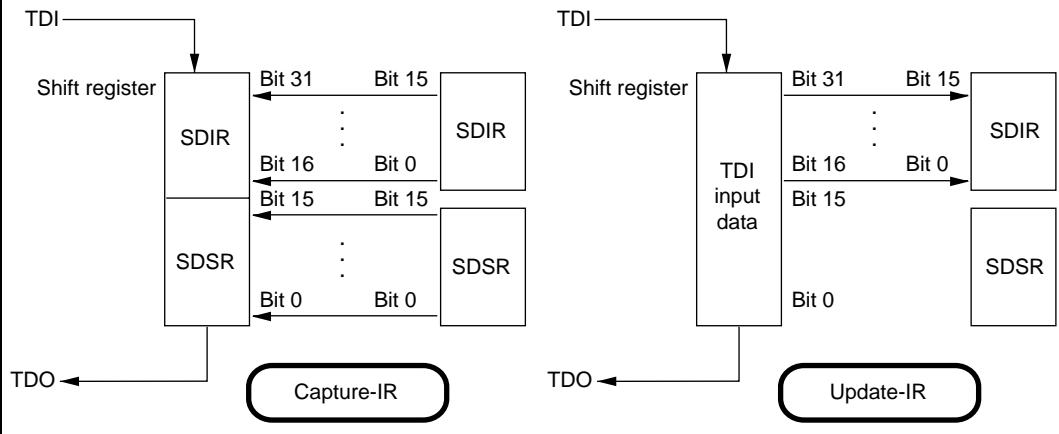 TDI
Shift register
Bit 31 Bit 15
SDIR
SDIR
Bit 16 Bit 0
Bit 15 Bit 15
SDSR
SDSR
Bit 0 Bit 0
TDO
Capture-IR
TDI
Shift register
Bit 31 Bit 15
SDIR
Bit 16 Bit 0
TDI
input
data
Bit 15
SDSR
Bit 0
TDO
Update-IR